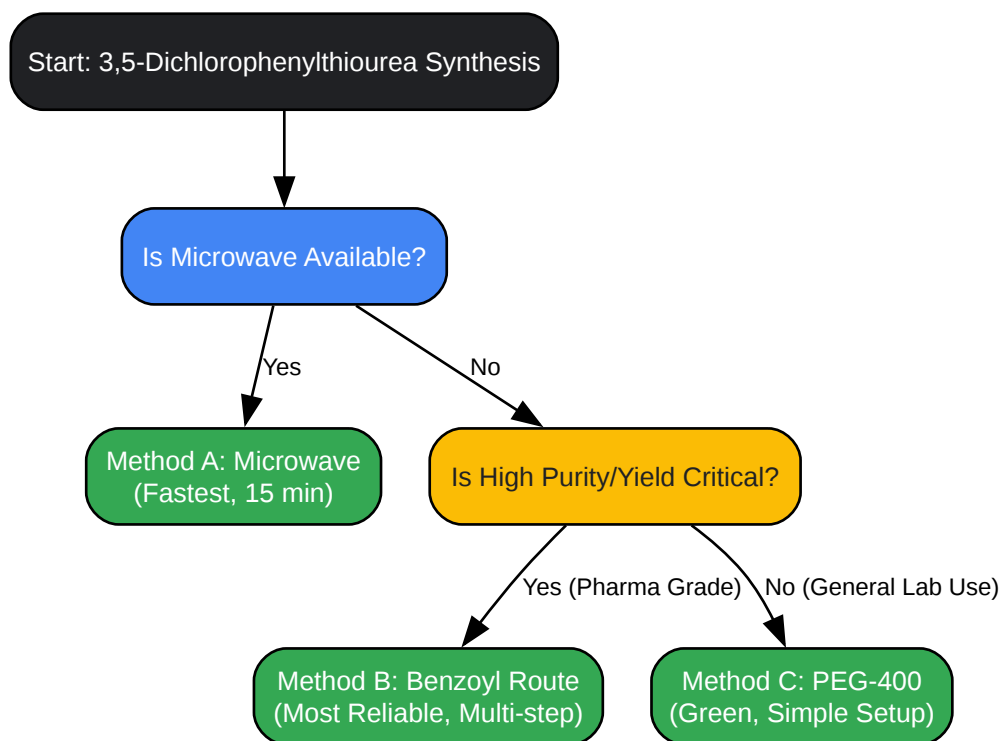 Start: 3,5-Dichlorophenylthiourea Synthesis
Is Microwave Available?
Yes
No
Method A: Microwave
(Fastest, 15 min)
Is High Purity/Yield Critical?
Yes (Pharma Grade)
No (General Lab Use)
Method B: Benzoyl Route
(Most Reliable, Multi-step)
Method C: PEG-400
(Green, Simple Setup)